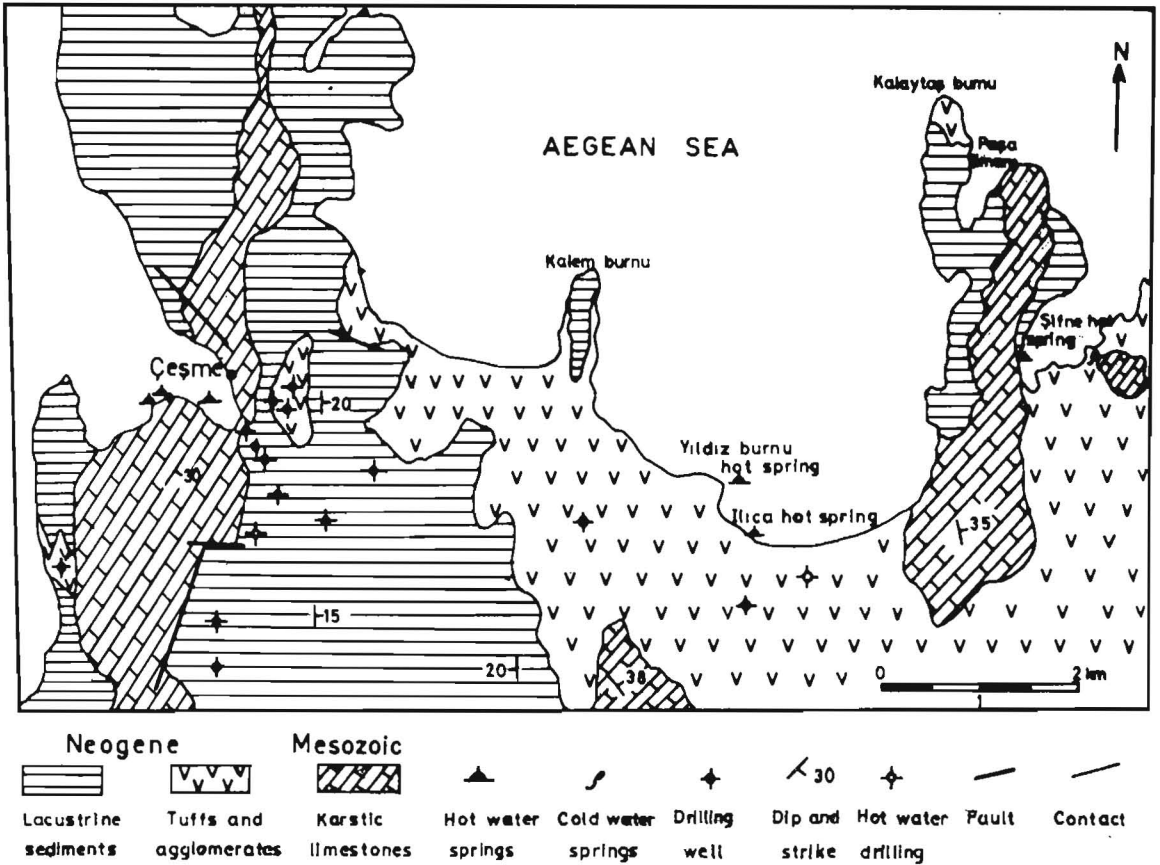 N
Kalaytaş burnu
AEGEAN SEA
Paşa
limanı
Kalem burnu
Şifne hot
spring
Çeşme
20
Yıldız burnu
hot spring
30
Ilıca hot spring
35
15
20
38
0 2 km
1
Neogene Mesozoic
30
Lacustrine Tuffs and Karstic Hot water Cold water Drilling Dip and Hot water Fault Contact
sediments agglomerates limestones springs springs well strike drilling